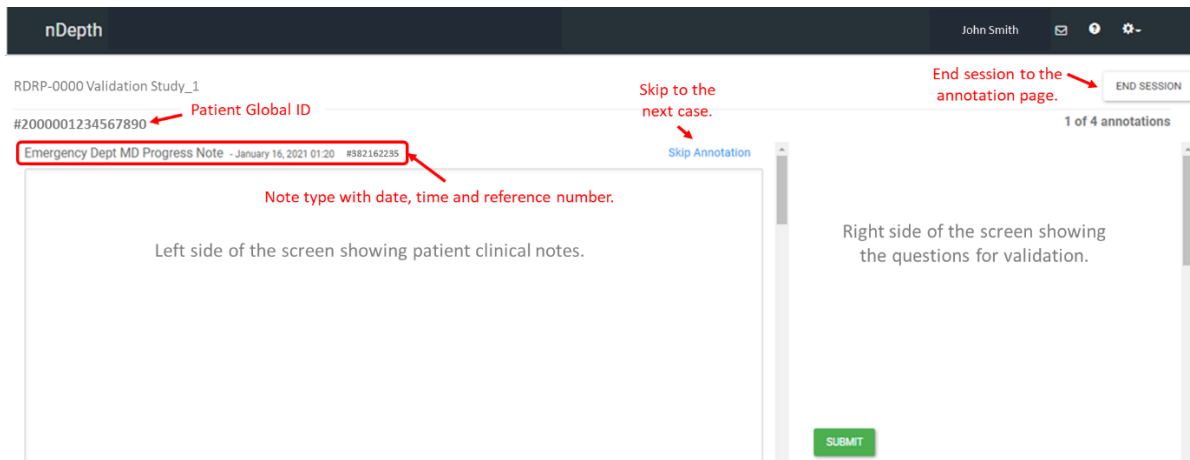 nDepth
John Smith
RDRP-0000 Validation Study_1
End session to the
annotation page.
END SESSION
Skip to the
next case.
Patient Global ID
#2000001234567890
1 of 4 annotations
Emergency Dept MD Progress Note - January 16, 2021 01:20 #382162235
Skip Annotation
Note type with date, time and reference number.
Left side of the screen showing patient clinical notes.
Right side of the screen showing
the questions for validation.
SUBMIT